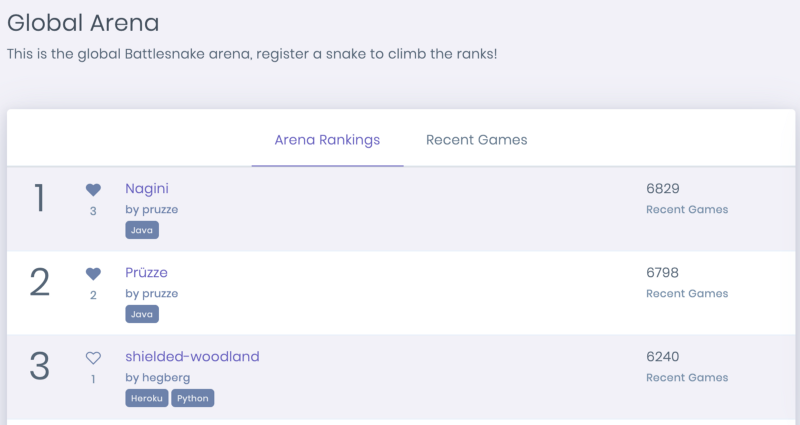 Global Arena
This is the global Battlesnake arena, register a snake to climb the ranks!
Arena Rankings Recent Games
1
3
Nagini
by pruzze
Java
6829
Recent Games
2
2
Prüzze
by pruzze
Java
6798
Recent Games
3
1
shielded-woodland
by hegberg
Heroku Python
6240
Recent Games